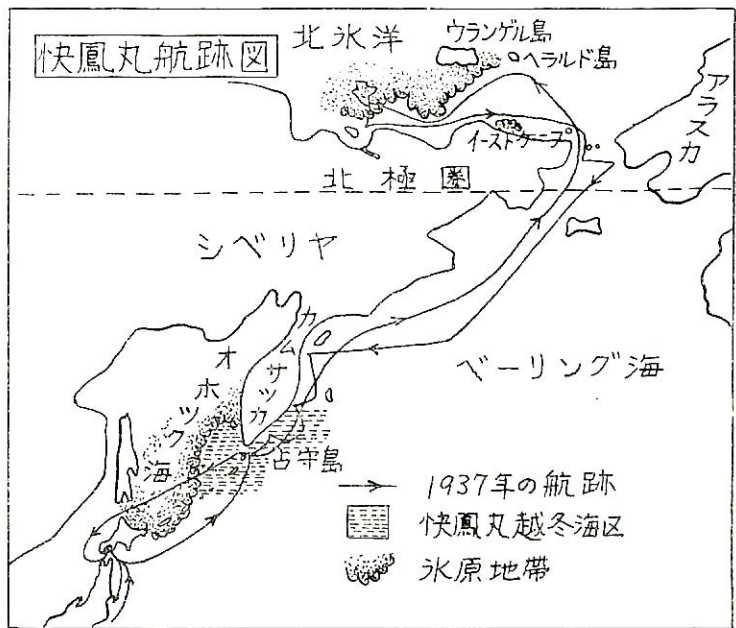 快鳳丸航跡図
北氷洋
ウランゲル島
ヘラルド島
アラスカ
イーストケープ
北極圏
シベリヤ
カムサツカ
オホツク海
ベーリング海
占守島
1937年の航跡
快鳳丸越冬海区
氷原地帯